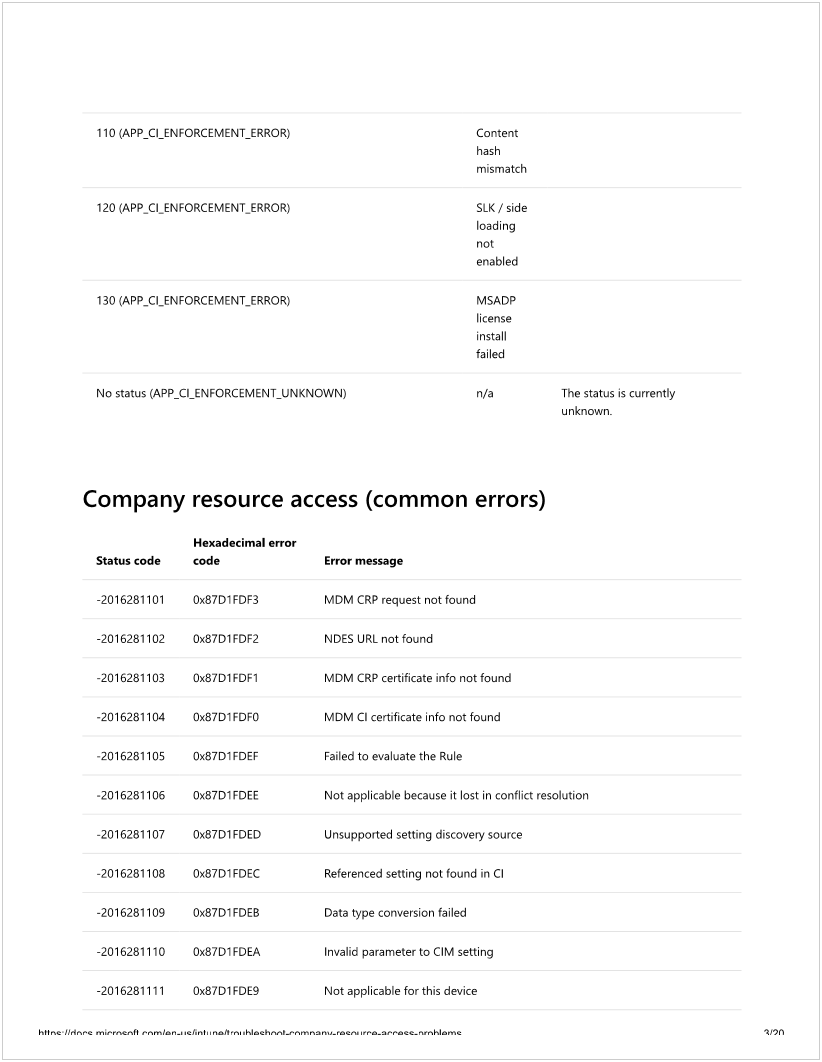 110 (APP_CI_ENFORCEMENT_ERROR) Content
hash
mismatch
120 (APP_CI_ENFORCEMENT_ERROR) SLK / side
loading
not
enabled
130 (APP_CI_ENFORCEMENT_ERROR) MSADP
license
install
failed
No status (APP_CI_ENFORCEMENT_UNKNOWN) n/a The status is currently
unknown.
Company resource access (common errors)
Hexadecimal error
Status code code Error message
-2016281101 0x87D1FDF3 MDM CRP request not found
-2016281102 0x87D1FDF2 NDES URL not found
-2016281103 0x87D1FDF1 MDM CRP certificate info not found
-2016281104 0x87D1FDF0 MDM CI certificate info not found
-2016281105 0x87D1FDEF Failed to evaluate the Rule
-2016281106 0x87D1FDEE Not applicable because it lost in conflict resolution
-2016281107 0x87D1FDED Unsupported setting discovery source
-2016281108 0x87D1FDEC Referenced setting not found in CI
-2016281109 0x87D1FDEB Data type conversion failed
-2016281110 0x87D1FDEA Invalid parameter to CIM setting
-2016281111 0x87D1FDE9 Not applicable for this device
https://docs.microsoft.com/en-us/intune/troubleshoot-company-resource-access-problems 3/20